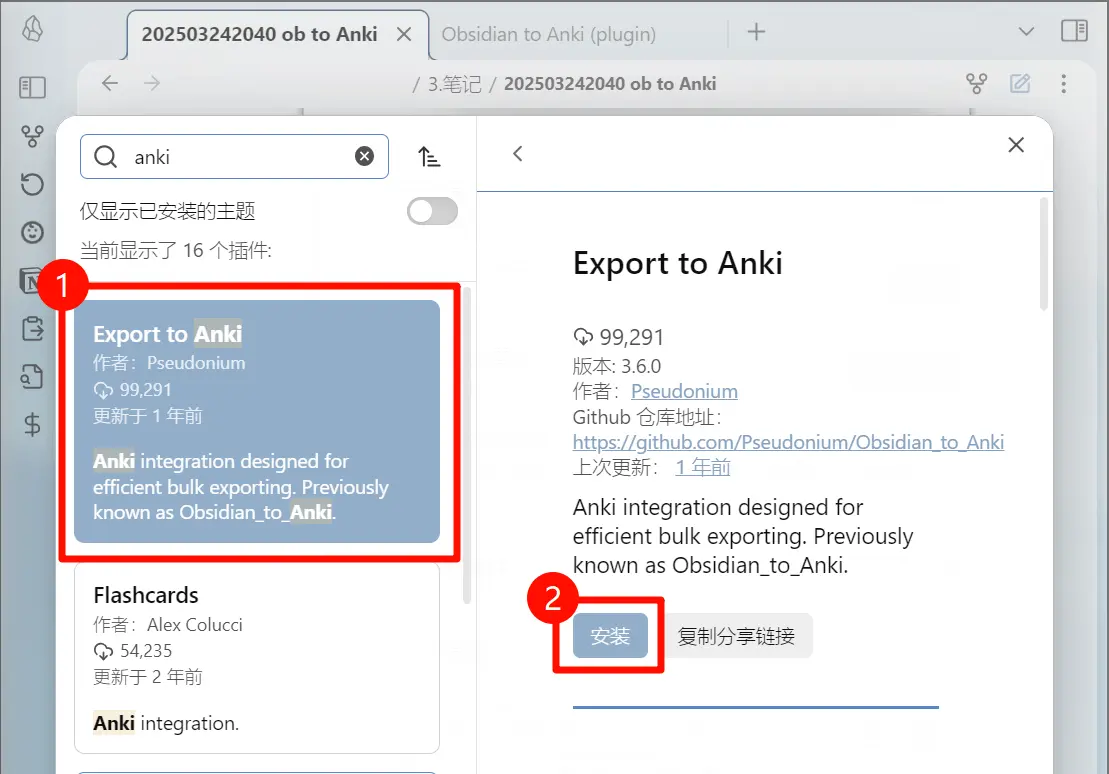 202503242040 ob to Anki
Obsidian to Anki (plugin)
/ 3.笔记 / 202503242040 ob to Anki
anki
仅显示已安装的主题
当前显示了 16 个插件:
1
Export to Anki
作者：Pseudonium
99,291
更新于 1 年前
Anki integration designed for
efficient bulk exporting. Previously
known as Obsidian_to_Anki.
Flashcards
作者：Alex Colucci
54,235
更新于 2 年前
Anki integration.
Export to Anki
99,291
版本: 3.6.0
作者：Pseudonium
Github 仓库地址：
https://github.com/Pseudonium/Obsidian_to_Anki
上次更新： 1 年前
Anki integration designed for
efficient bulk exporting. Previously
known as Obsidian_to_Anki.
2
安装
复制分享链接